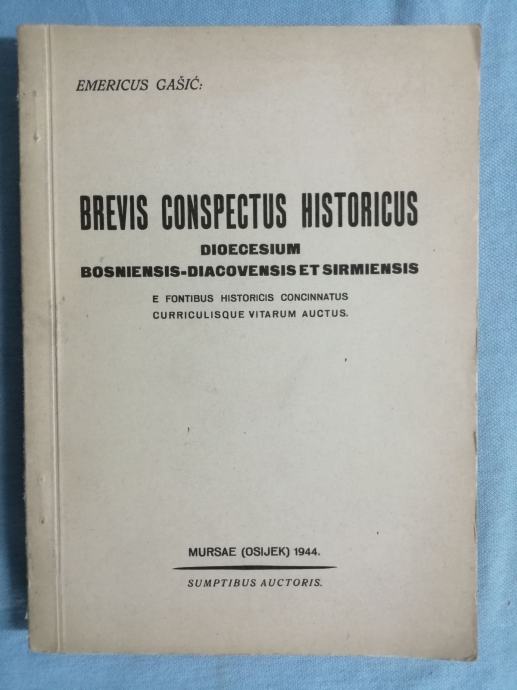 EMERICUS GAŠIĆ:
BREVIS CONSPECTUS HISTORICUS
DIOECESIUM
BOSNIENSIS-DIACOVENSIS ET SIRMIENSIS
E FONTIBUS HISTORICIS CONCINNATUS
CURRICULISQUE VITARUM AUCTUS.
MURSAE (OSIJEK) 1944.
SUMPTIBUS AUCTORIS.